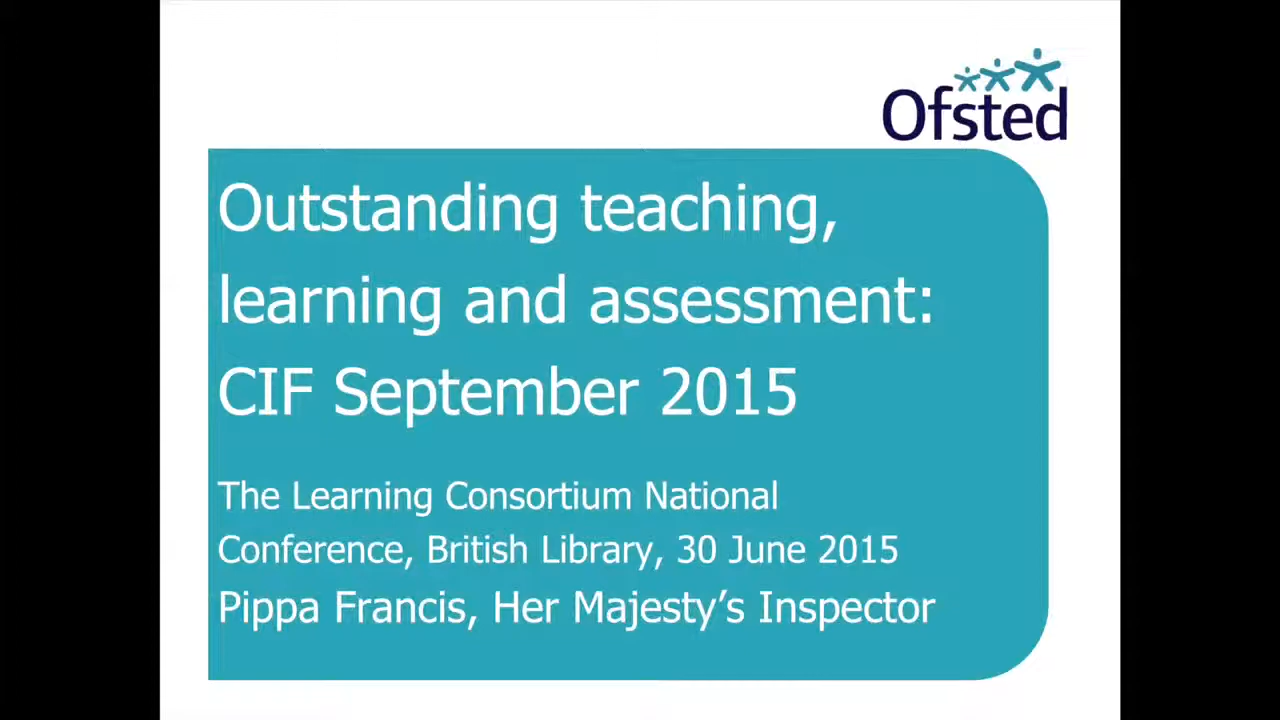 Ofsted
Outstanding teaching,
learning and assessment:
CIF September 2015
The Learning Consortium National
Conference, British Library, 30 June 2015
Pippa Francis, Her Majesty’s Inspector